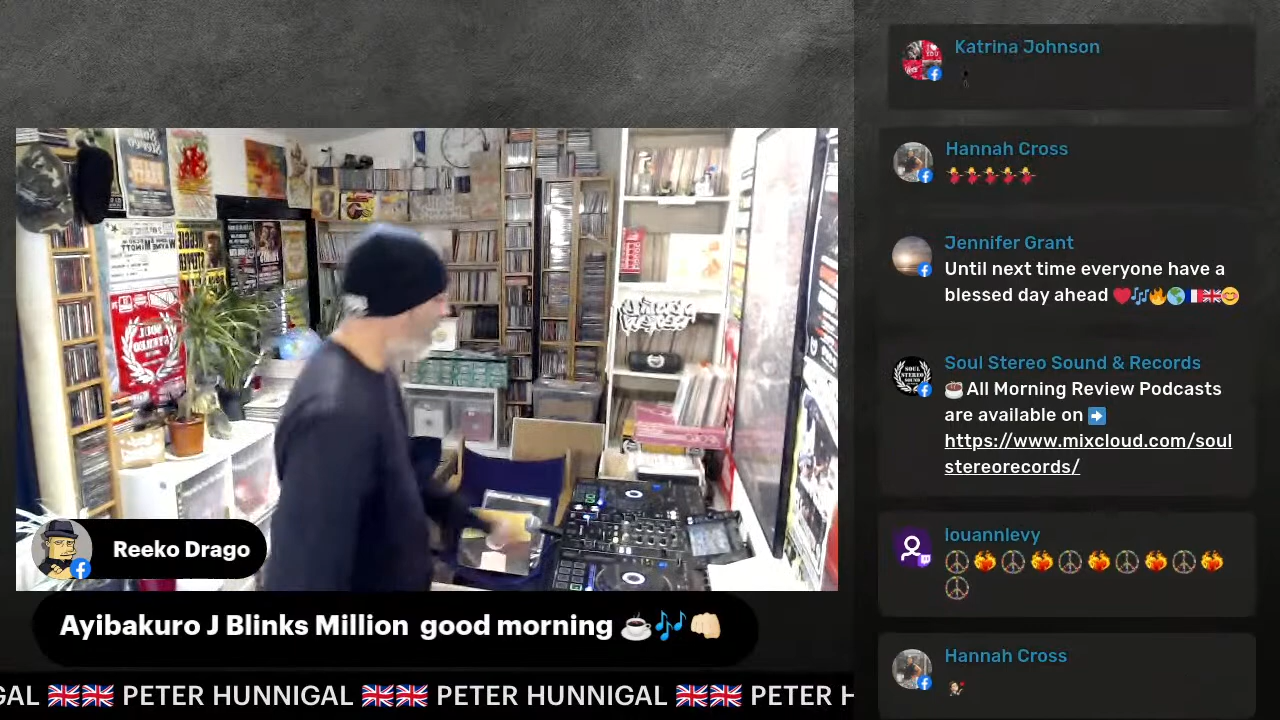 Katrina Johnson
Hannah Cross
Jennifer Grant
Until next time everyone have a
blessed day ahead ❤️🎶🔥🌎🇫🇷🇬🇧😊
Soul Stereo Sound & Records
☕All Morning Review Podcasts
are available on ➡️
https://www.mixcloud.com/soul
stereorecords/
louannlevy
☮️❤️‍🔥☮️❤️‍🔥☮️❤️‍🔥☮️❤️‍🔥☮️❤️‍🔥
☮️
Hannah Cross
SOUL
STEREO
Reeko Drago
Ayibakuro J Blinks Million good morning ☕🎶👊🏻
GAL 🇬🇧🇬🇧 PETER HUNNIGAL 🇬🇧🇬🇧 PETER HUNNIGAL 🇬🇧🇬🇧 PETER H